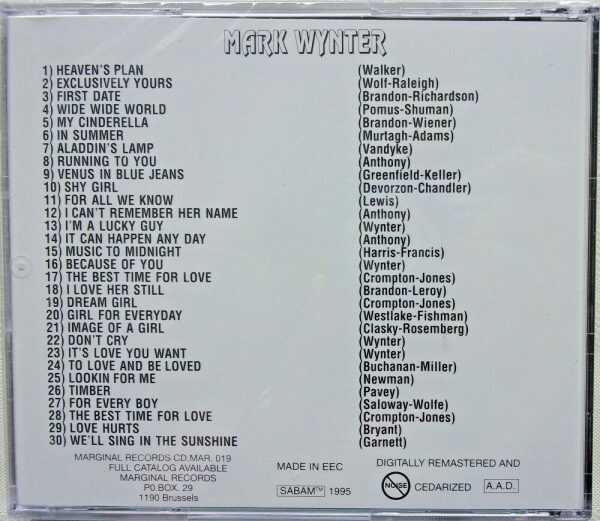 MARK WYNTER
1) HEAVEN'S PLAN (Walker)
2) EXCLUSIVELY YOURS (Wolf-Raleigh)
3) FIRST DATE (Brandon-Richardson)
4) WIDE WIDE WORLD (Pomus-Shuman)
5) MY CINDERELLA (Brandon-Wiener)
6) IN SUMMER (Murtagh-Adams)
7) ALADDIN'S LAMP (Vandyke)
8) RUNNING TO YOU (Anthony)
9) VENUS IN BLUE JEANS (Greenfield-Keller)
10) SHY GIRL (Devorzon-Chandler)
11) FOR ALL WE KNOW (Lewis)
12) I CAN'T REMEMBER HER NAME (Anthony)
13) I'M A LUCKY GUY (Wynter)
14) IT CAN HAPPEN ANY DAY (Anthony)
15) MUSIC TO MIDNIGHT (Harris-Francis)
16) BECAUSE OF YOU (Wynter)
17) THE BEST TIME FOR LOVE (Crompton-Jones)
18) I LOVE HER STILL (Brandon-Leroy)
19) DREAM GIRL (Crompton-Jones)
20) GIRL FOR EVERYDAY (Westlake-Fishman)
21) IMAGE OF A GIRL (Clasky-Rosemberg)
22) DON'T CRY (Wynter)
23) IT'S LOVE YOU WANT (Wynter)
24) TO LOVE AND BE LOVED (Buchanan-Miller)
25) LOOKIN FOR ME (Newman)
26) TIMBER (Pavey)
27) FOR EVERY BOY (Saloway-Wolfe)
28) THE BEST TIME FOR LOVE (Crompton-Jones)
29) LOVE HURTS (Bryant)
30) WE'LL SING IN THE SUNSHINE (Garnett)
MARGINAL RECORDS CD.MAR. 019
FULL CATALOG AVAILABLE
MARGINAL RECORDS
P.O.BOX. 29
1190 Brussels
MADE IN EEC
SABAM™ 1995
DIGITALLY REMASTERED AND
NOISE CEDARIZED A.A.D.